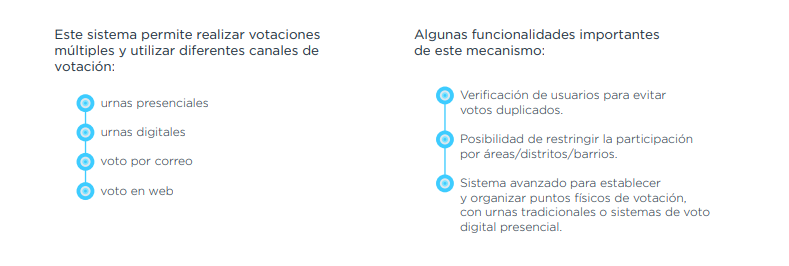 Este sistema permite realizar votaciones
múltiples y utilizar diferentes canales de
votación:
urnas presenciales
urnas digitales
voto por correo
voto en web
Algunas funcionalidades importantes
de este mecanismo:
Verificación de usuarios para evitar
votos duplicados.
Posibilidad de restringir la participación
por áreas/distritos/barrios.
Sistema avanzado para establecer
y organizar puntos físicos de votación,
con urnas tradicionales o sistemas de voto
digital presencial.